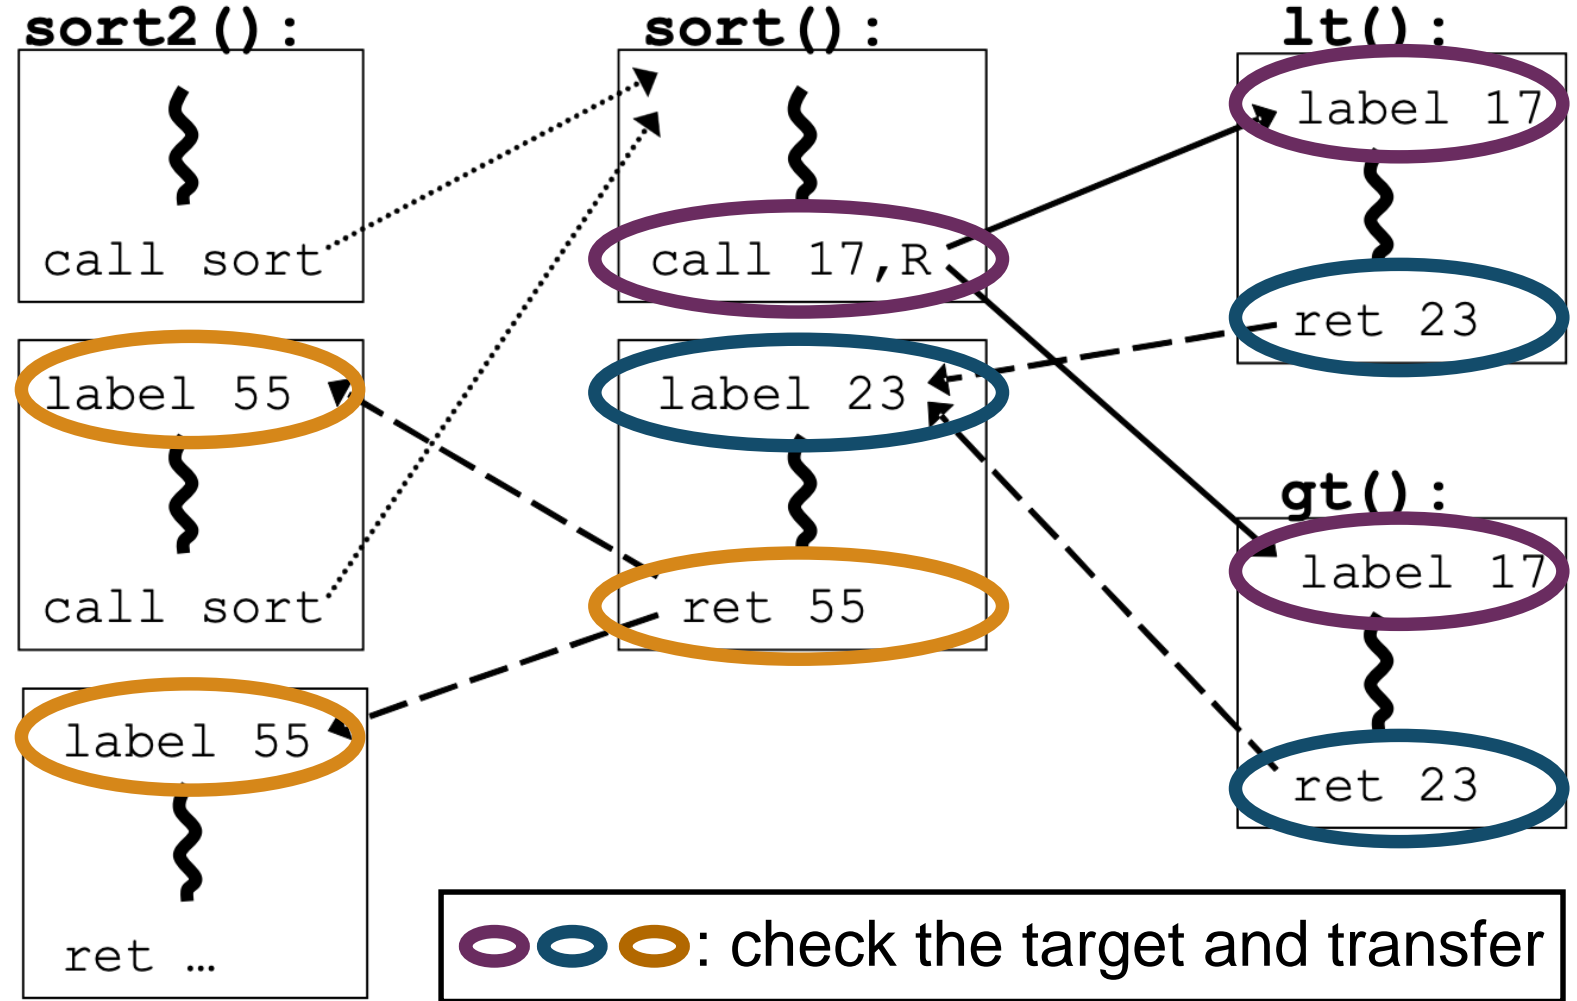 sort2():
call sort
label 55
call sort
label 55
ret …
sort():
call 17,R
label 23
ret 55
lt():
label 17
ret 23
gt():
label 17
ret 23
: check the target and transfer